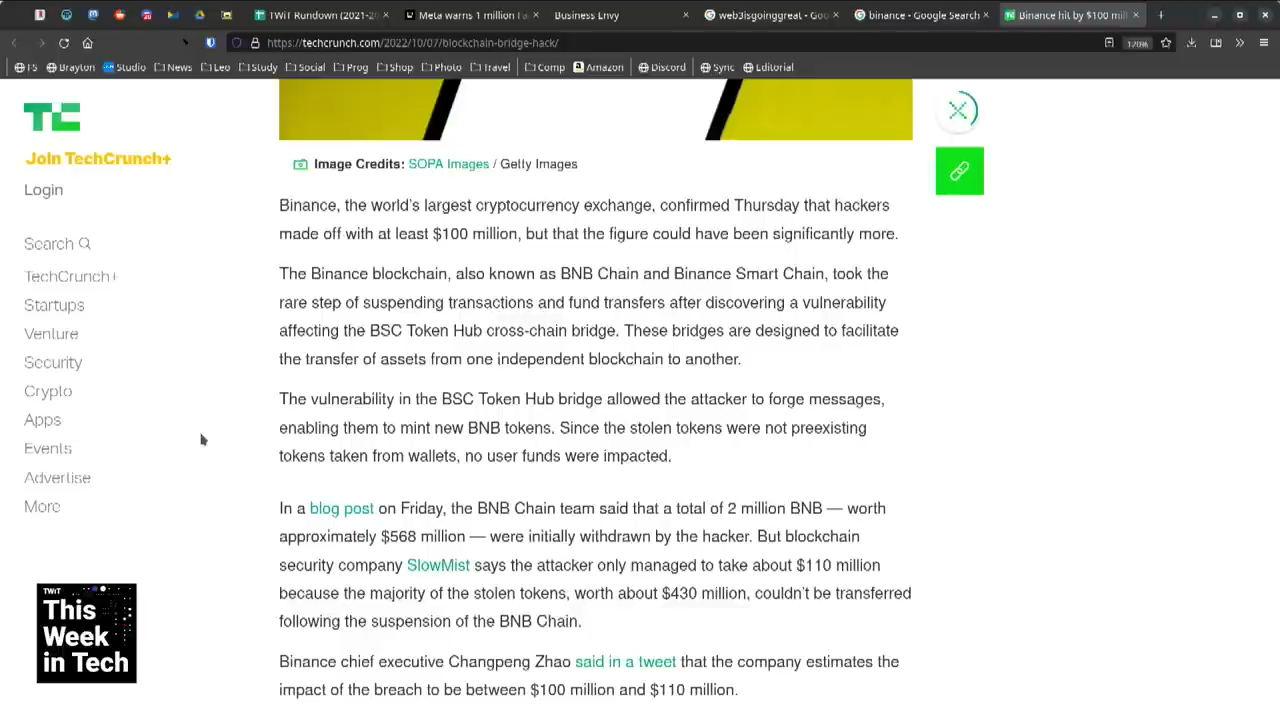 TWiT Rundown (2021-2
Meta warns 1 million Fa
Business Envy
web3isgoinggreat - Goo
binance - Google Search
Binance hit by $100 mil
https://techcrunch.com/2022/10/07/blockchain-bridge-hack/
120%
FS Brayton Studio News Leo Study Social Prog Shop Photo Travel Comp Amazon Discord Sync Editorial
TC
Join TechCrunch+
Login
Search
TechCrunch+
Startups
Venture
Security
Crypto
Apps
Events
Advertise
More
Image Credits: SOPA Images / Getty Images
Binance, the world's largest cryptocurrency exchange, confirmed Thursday that hackers
made off with at least $100 million, but that the figure could have been significantly more.
The Binance blockchain, also known as BNB Chain and Binance Smart Chain, took the
rare step of suspending transactions and fund transfers after discovering a vulnerability
affecting the BSC Token Hub cross-chain bridge. These bridges are designed to facilitate
the transfer of assets from one independent blockchain to another.
The vulnerability in the BSC Token Hub bridge allowed the attacker to forge messages,
enabling them to mint new BNB tokens. Since the stolen tokens were not preexisting
tokens taken from wallets, no user funds were impacted.
In a blog post on Friday, the BNB Chain team said that a total of 2 million BNB — worth
approximately $568 million — were initially withdrawn by the hacker. But blockchain
security company SlowMist says the attacker only managed to take about $110 million
because the majority of the stolen tokens, worth about $430 million, couldn't be transferred
following the suspension of the BNB Chain.
Binance chief executive Changpeng Zhao said in a tweet that the company estimates the
impact of the breach to be between $100 million and $110 million.
TWiT
This
Week
in Tech